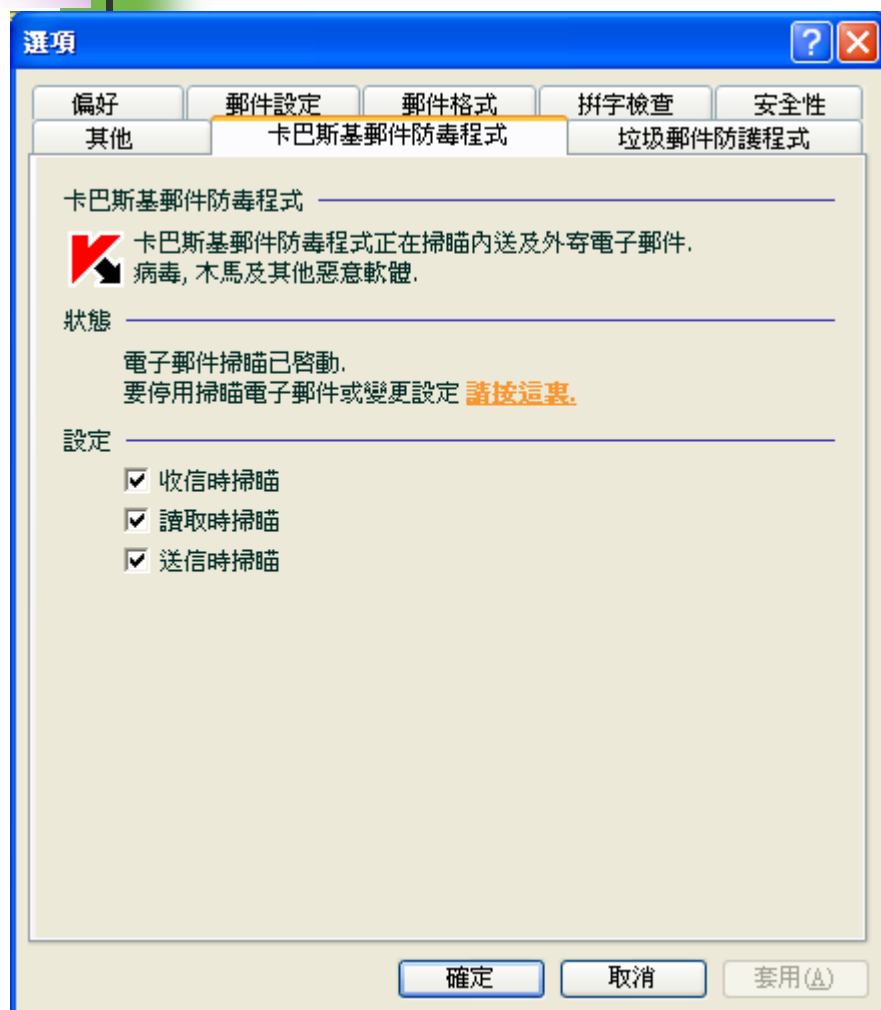 選項
偏好 郵件設定 郵件格式 拼字檢查 安全性
其他 卡巴斯基郵件防毒程式 垃圾郵件防護程式
卡巴斯基郵件防毒程式
卡巴斯基郵件防毒程式正在掃瞄內送及外寄電子郵件.
病毒, 木馬及其他惡意軟體.
狀態
電子郵件掃瞄已啓動.
要停用掃瞄電子郵件或變更設定 請按這裏.
設定
收信時掃瞄
讀取時掃瞄
送信時掃瞄
確定 取消 套用(A)